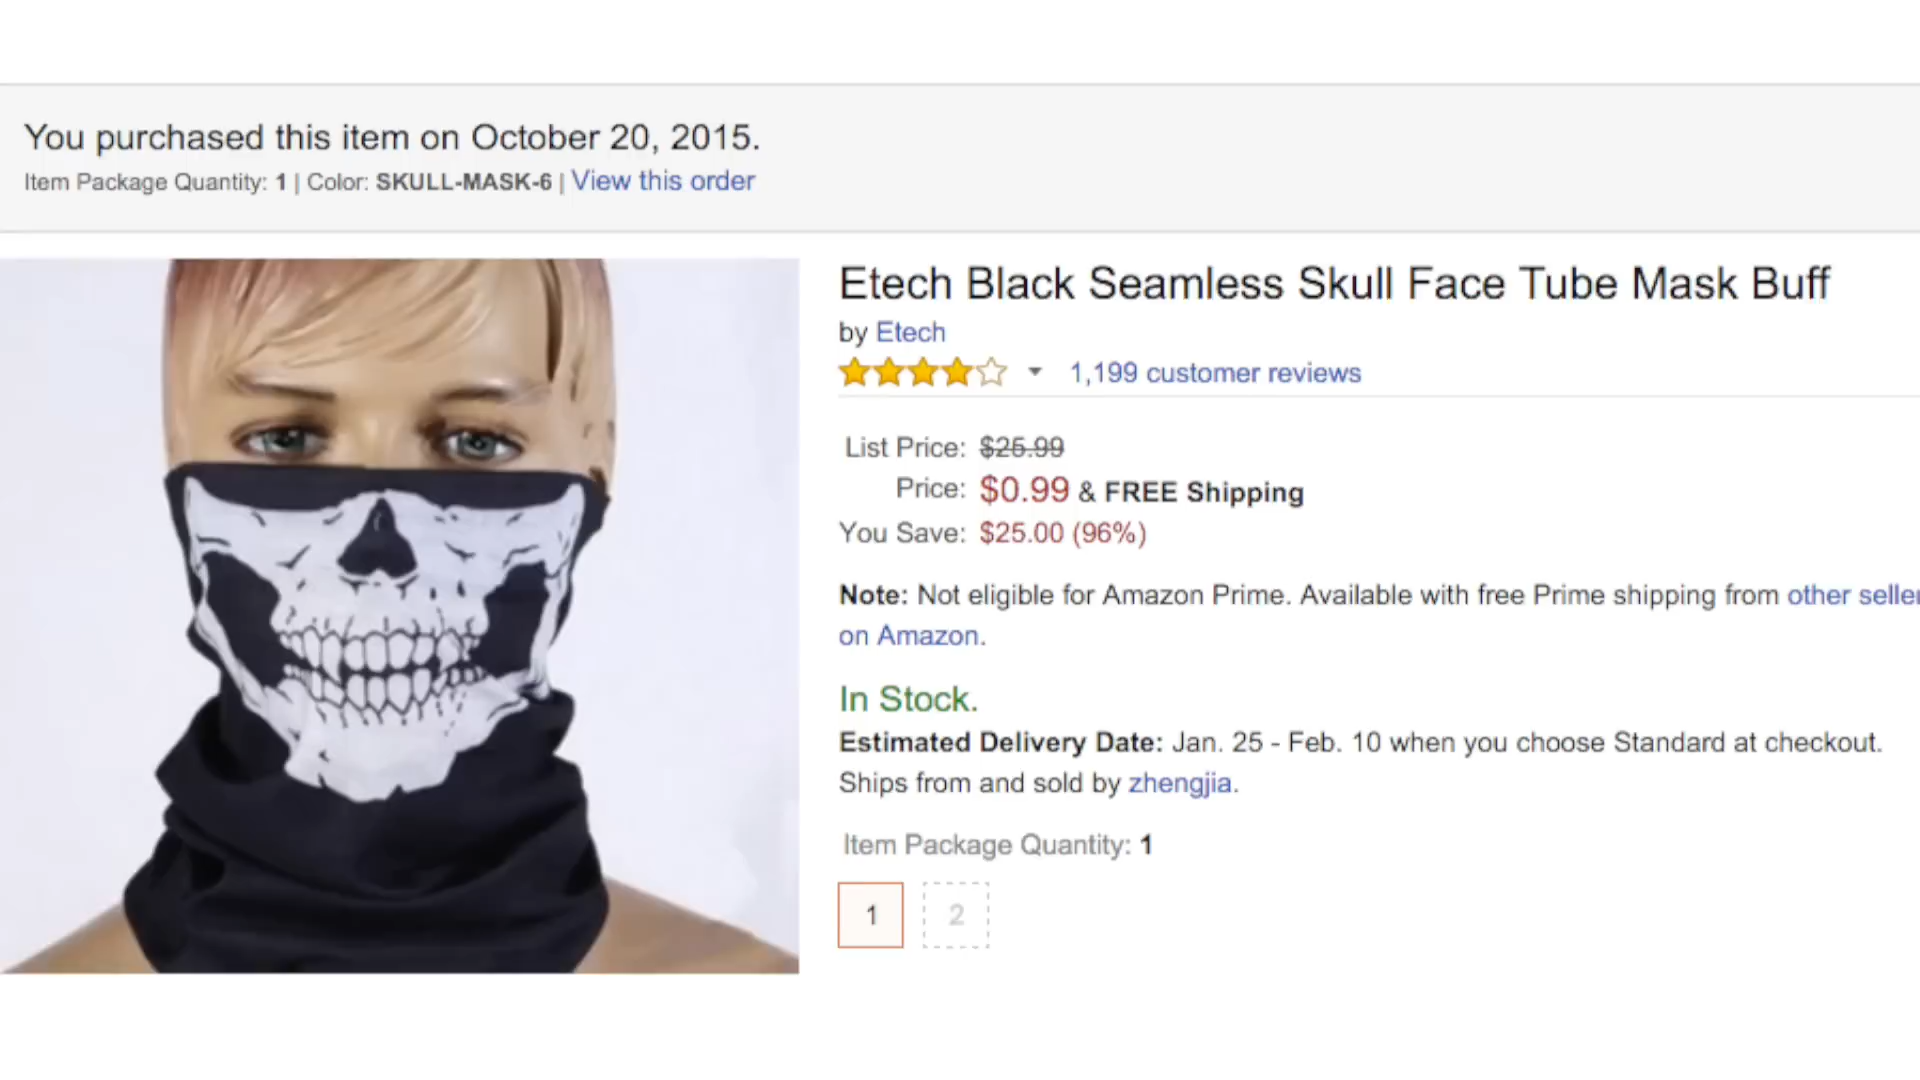 You purchased this item on October 20, 2015.
Item Package Quantity: 1 | Color: SKULL-MASK-6 | View this order
Etech Black Seamless Skull Face Tube Mask Buff
by Etech
1,199 customer reviews
List Price: $25.99
Price: $0.99 & FREE Shipping
You Save: $25.00 (96%)
Note: Not eligible for Amazon Prime. Available with free Prime shipping from other seller
on Amazon.
In Stock.
Estimated Delivery Date: Jan. 25 - Feb. 10 when you choose Standard at checkout.
Ships from and sold by zhengjia.
Item Package Quantity: 1
1 2